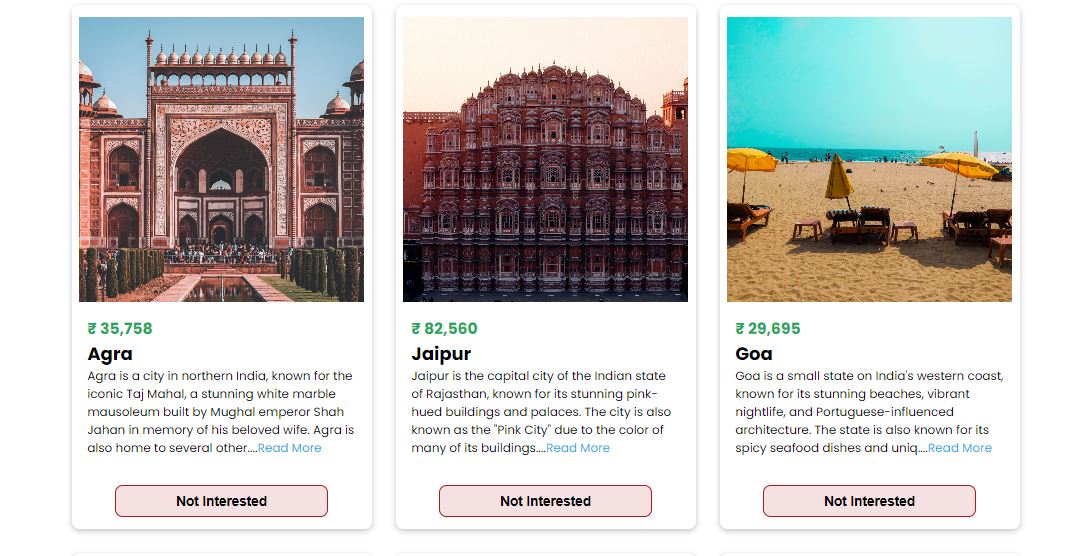 ₹ 35,758
Agra
Agra is a city in northern India, known for the
iconic Taj Mahal, a stunning white marble
mausoleum built by Mughal emperor Shah
Jahan in memory of his beloved wife. Agra is
also home to several other....Read More
Not Interested
₹ 82,560
Jaipur
Jaipur is the capital city of the Indian state
of Rajasthan, known for its stunning pink-
hued buildings and palaces. The city is also
known as the "Pink City" due to the color of
many of its buildings....Read More
Not Interested
₹ 29,695
Goa
Goa is a small state on India's western coast,
known for its stunning beaches, vibrant
nightlife, and Portuguese-influenced
architecture. The state is also known for its
spicy seafood dishes and uniq....Read More
Not Interested